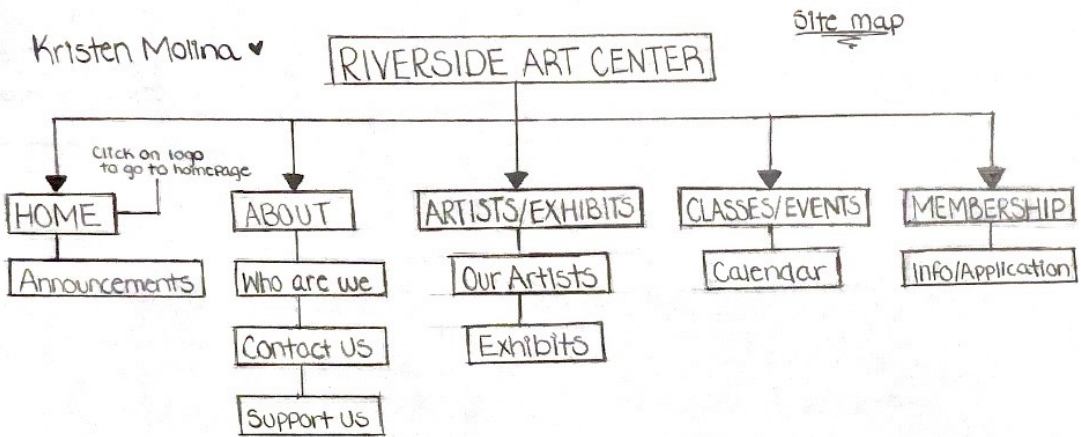 Kristen Molina ♥
Site map
RIVERSIDE ART CENTER
Click on logo
to go to homepage
HOME
ABOUT
ARTISTS/EXHIBITS
CLASSES/EVENTS
MEMBERSHIP
Announcements
Who are we
Our Artists
Calendar
Info/Application
Contact Us
Exhibits
Support Us